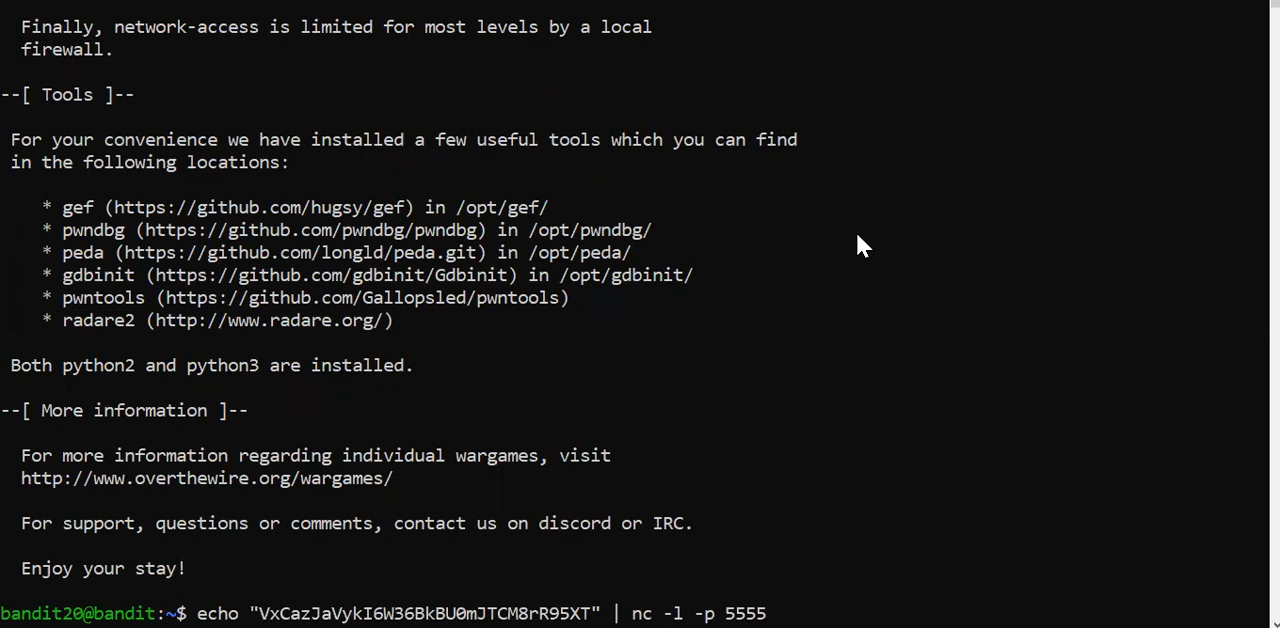 Finally, network-access is limited for most levels by a local
firewall.
--[ Tools ]--
For your convenience we have installed a few useful tools which you can find
in the following locations:
* gef (https://github.com/hugsy/gef) in /opt/gef/
* pwndbg (https://github.com/pwndbg/pwndbg) in /opt/pwndbg/
* peda (https://github.com/longld/peda.git) in /opt/peda/
* gdbinit (https://github.com/gdbinit/Gdbinit) in /opt/gdbinit/
* pwntools (https://github.com/Gallopsled/pwntools)
* radare2 (http://www.radare.org/)
Both python2 and python3 are installed.
--[ More information ]--
For more information regarding individual wargames, visit
http://www.overthewire.org/wargames/
For support, questions or comments, contact us on discord or IRC.
Enjoy your stay!
bandit20@bandit:~$ echo "VxCazJaVykI6W36BkBU0mJTCM8rR95XT" | nc -l -p 5555